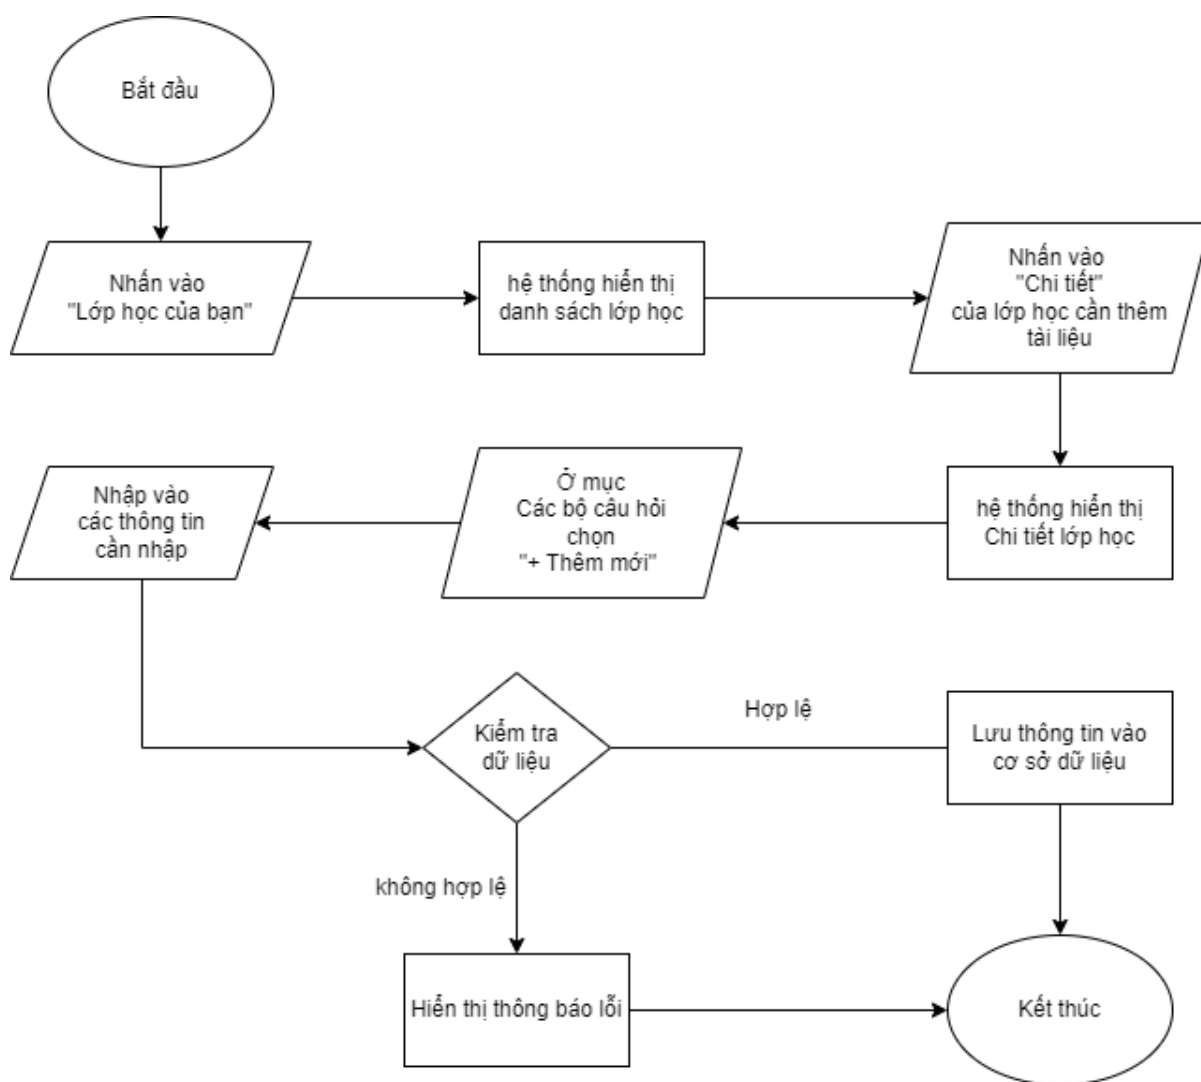 Bắt đầu
Nhấn vào
"Lớp học của bạn"
hệ thống hiển thị
danh sách lớp học
Nhấn vào
"Chi tiết"
của lớp học cần thêm
tài liệu
hệ thống hiển thị
Chi tiết lớp học
Ở mục
Các bộ câu hỏi
chọn
"+ Thêm mới"
Nhập vào
các thông tin
cần nhập
Kiểm tra
dữ liệu
Hợp lệ
Lưu thông tin vào
cơ sở dữ liệu
không hợp lệ
Hiển thị thông báo lỗi
Kết thúc